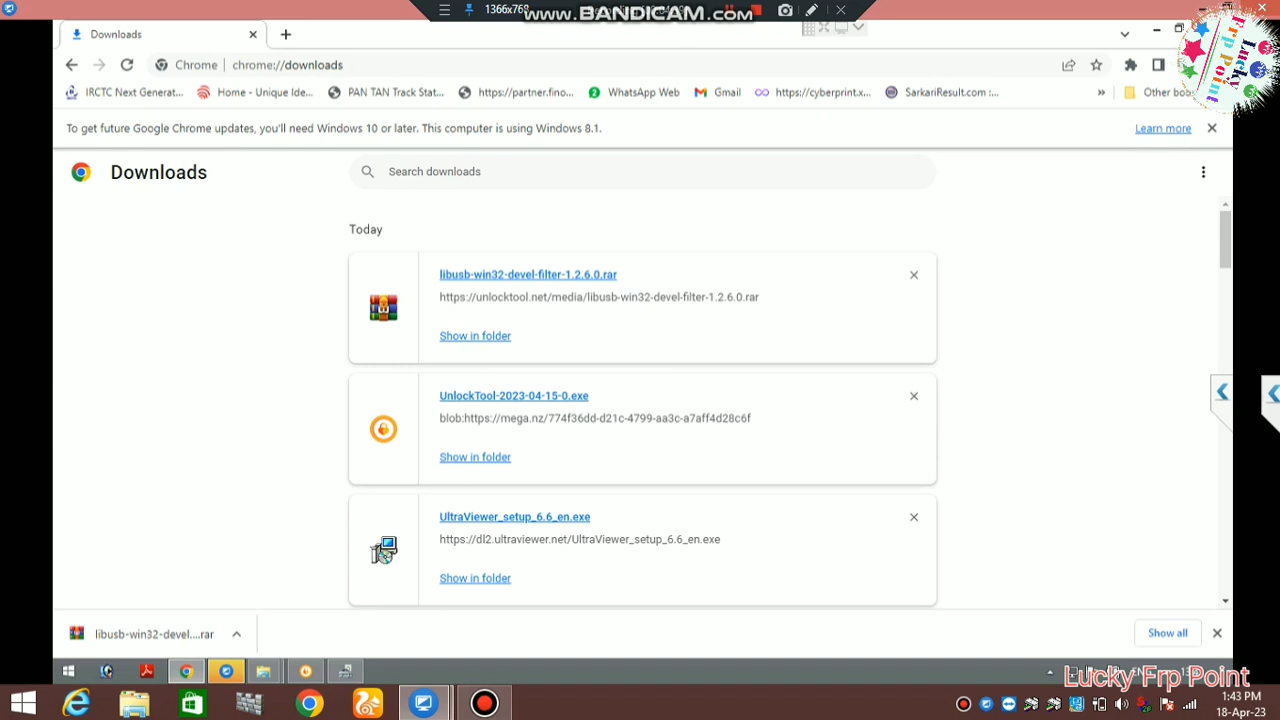 1366x768
www.BANDICAM.com
Downloads
Chrome
chrome://downloads
IRCTC Next Generat...
Home - Unique Ide...
PAN TAN Track Stat...
https://partner.fino...
WhatsApp Web
Gmail
https://cyberprint.x...
SarkariResult.com :...
»
Lucky
Frp Point
To get future Google Chrome updates, you'll need Windows 10 or later. This computer is using Windows 8.1.
Learn more
Downloads
Search downloads
Today
libusb-win32-devel-filter-1.2.6.0.rar
https://unlocktool.net/media/libusb-win32-devel-filter-1.2.6.0.rar
Show in folder
UnlockTool-2023-04-15-0.exe
blob:https://mega.nz/774f36dd-d21c-4799-aa3c-a7aff4d28c6f
Show in folder
UltraViewer_setup_6.6_en.exe
https://dl2.ultraviewer.net/UltraViewer_setup_6.6_en.exe
Show in folder
libusb-win32-devel....rar
Show all
Lucky Frp Point
1:43 PM
18-Apr-23